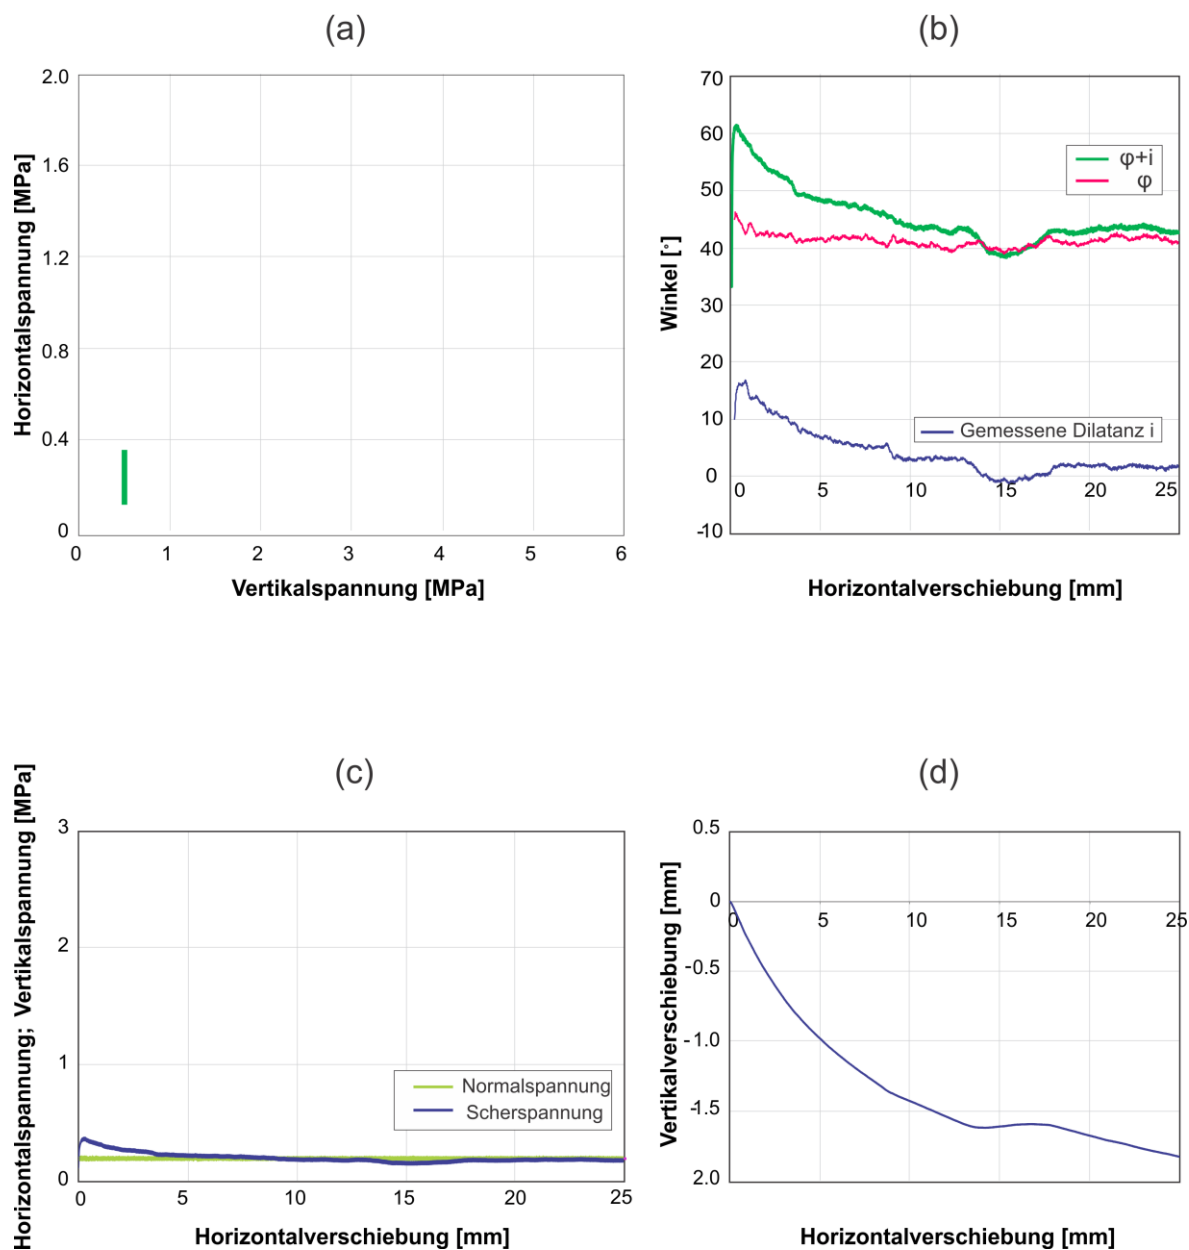 (a)
2.0
1.6
1.2
0.8
0.4
0
0
1
2
3
4
5
6
Horizontalspannung [MPa]
Vertikalspannung [MPa]
(b)
70
60
50
40
30
20
10
0
-10
0
5
10
15
20
25
φ+i
φ
Gemessene Dilatanz i
Winkel [°]
Horizontalverschiebung [mm]
(c)
3
2
1
0
0
5
10
15
20
25
Normalspannung
Scherspannung
Horizontalspannung; Vertikalspannung [MPa]
Horizontalverschiebung [mm]
(d)
0.5
0
-0.5
-1.0
-1.5
2.0
0
5
10
15
20
25
Vertikalverschiebung [mm]
Horizontalverschiebung [mm]